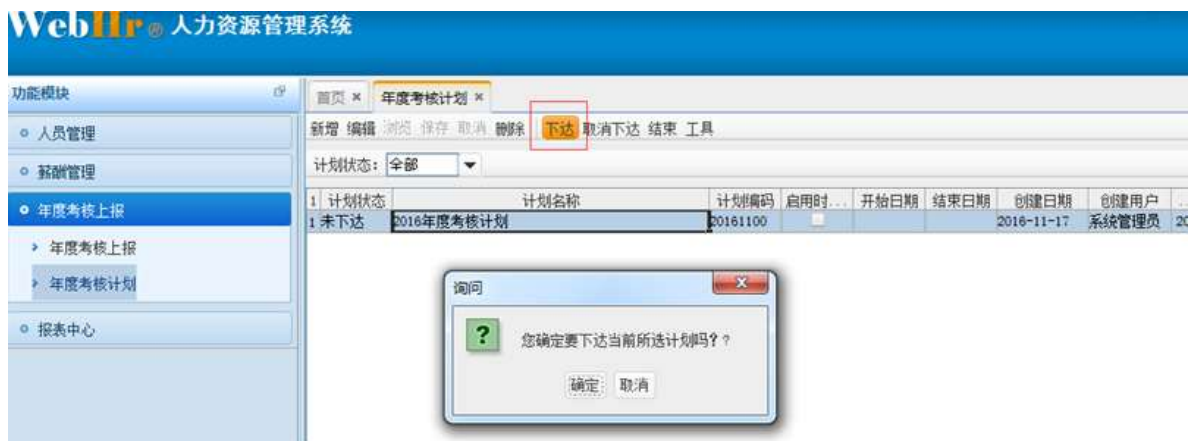 WebHr® 人力资源管理系统
功能模块
人员管理
薪酬管理
年度考核上报
年度考核上报
年度考核计划
报表中心
首页 × 年度考核计划 ×
新增 编辑 浏览 保存 取消 删除 下达 取消下达 结束 工具
计划状态: 全部
1 计划状态 计划名称 计划编码 启用时... 开始日期 结束日期 创建日期 创建用户
1 未下达 2016年度考核计划 20161100 2016-11-17 系统管理员 20
询问
您确定要下达当前所选计划吗??
确定 取消